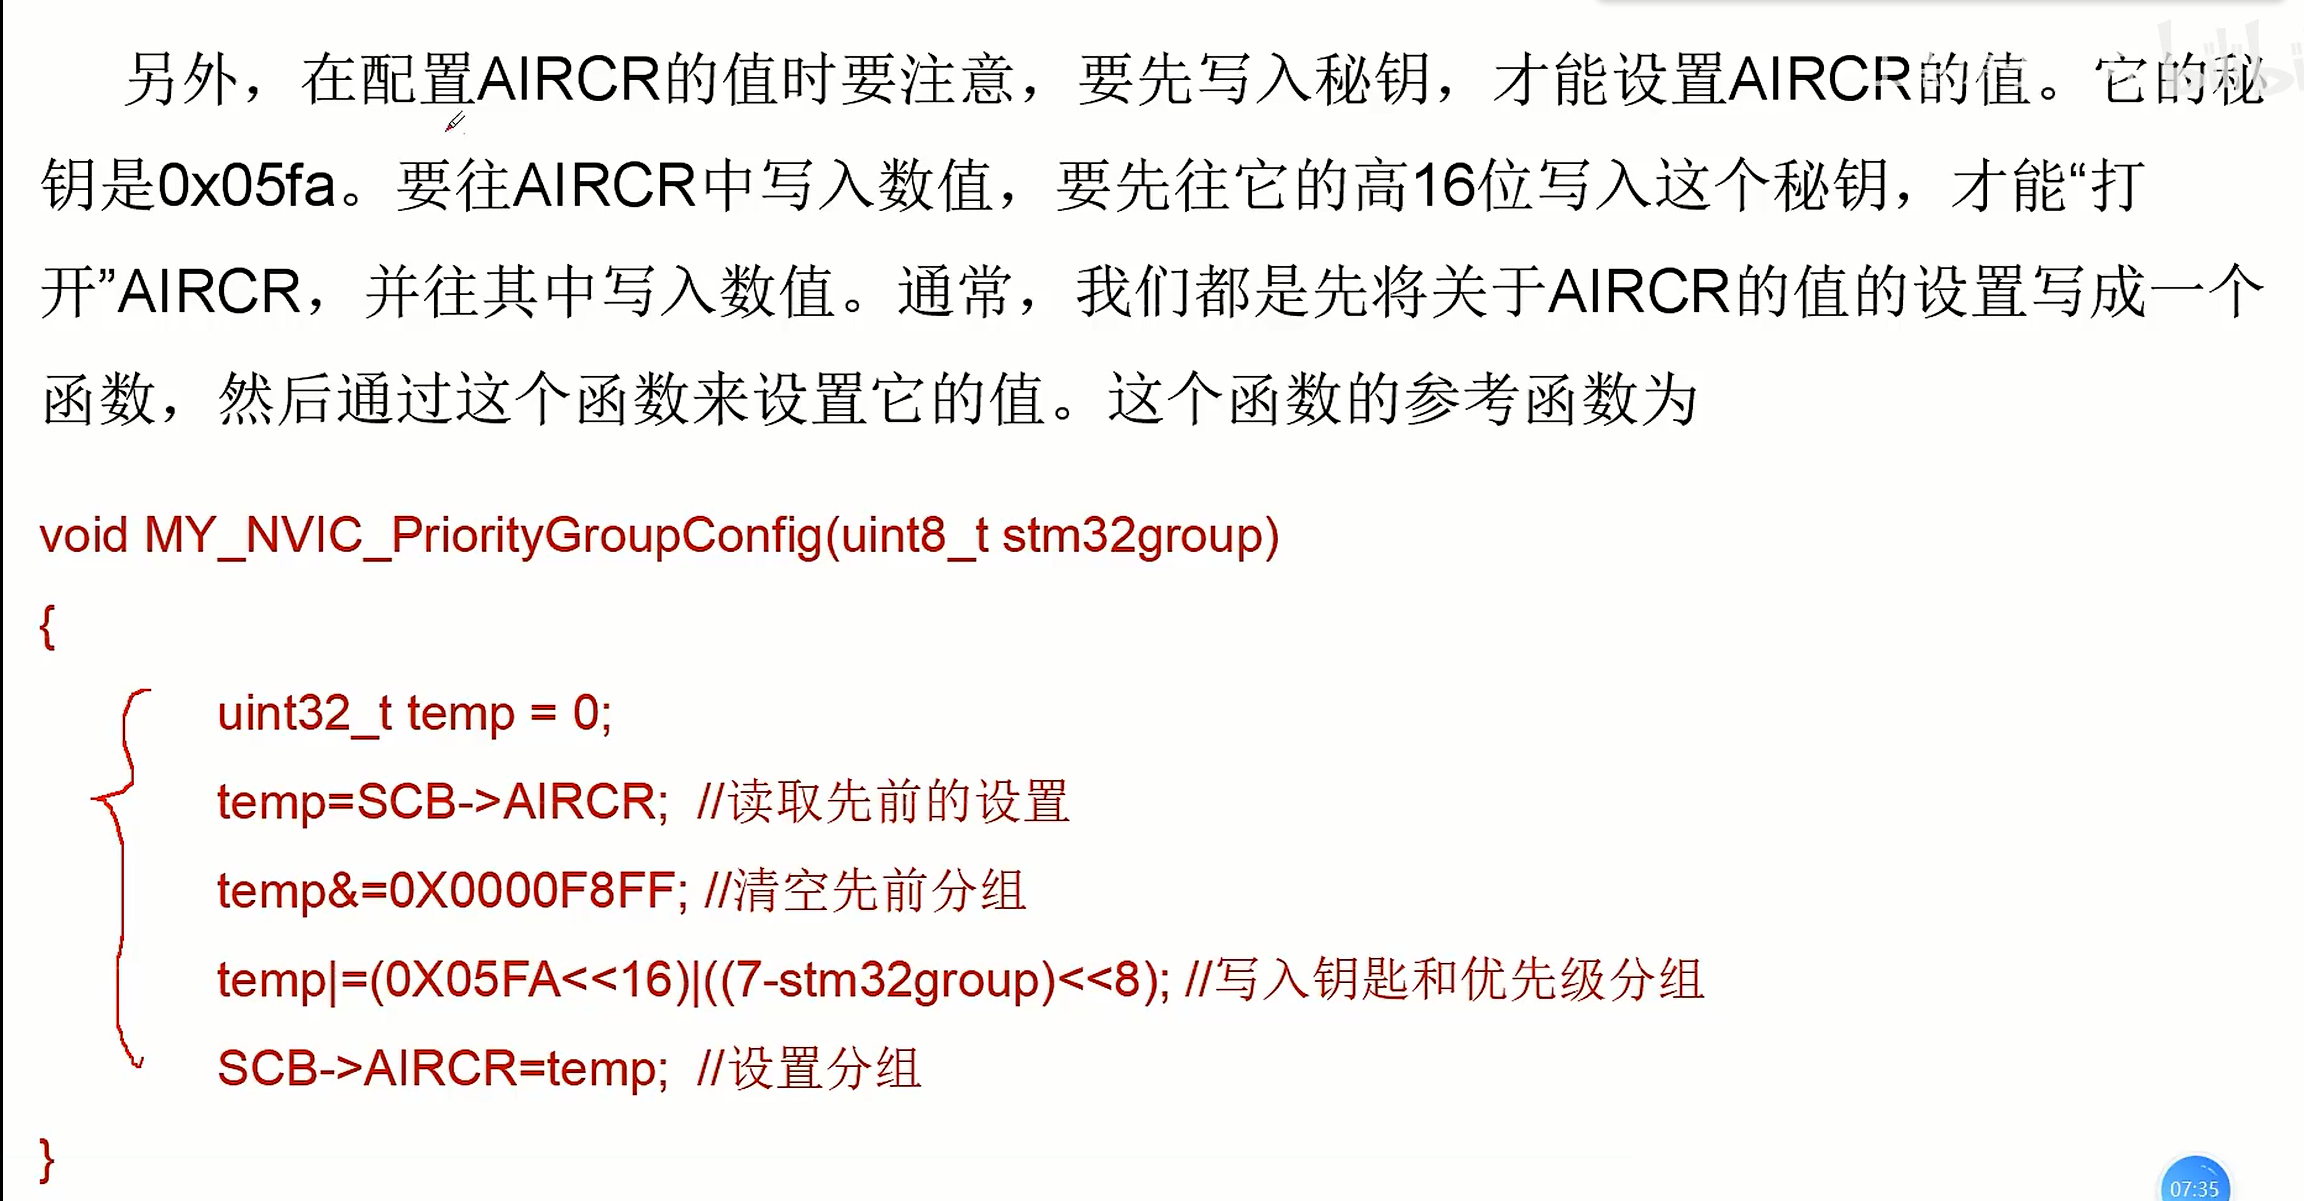 另外，在配置AIRCR的值时要注意，要先写入秘钥，才能设置AIRCR的值。它的秘
钥是0x05fa。要往AIRCR中写入数值，要先往它的高16位写入这个秘钥，才能“打
开”AIRCR，并往其中写入数值。通常，我们都是先将关于AIRCR的值的设置写成一个
函数，然后通过这个函数来设置它的值。这个函数的参考函数为
void MY_NVIC_PriorityGroupConfig(uint8_t stm32group)
{
uint32_t temp = 0;
temp=SCB->AIRCR; //读取先前的设置
temp&=0X0000F8FF; //清空先前分组
temp|=(0X05FA<<16)|((7-stm32group)<<8); //写入钥匙和优先级分组
SCB->AIRCR=temp; //设置分组
}
07:35